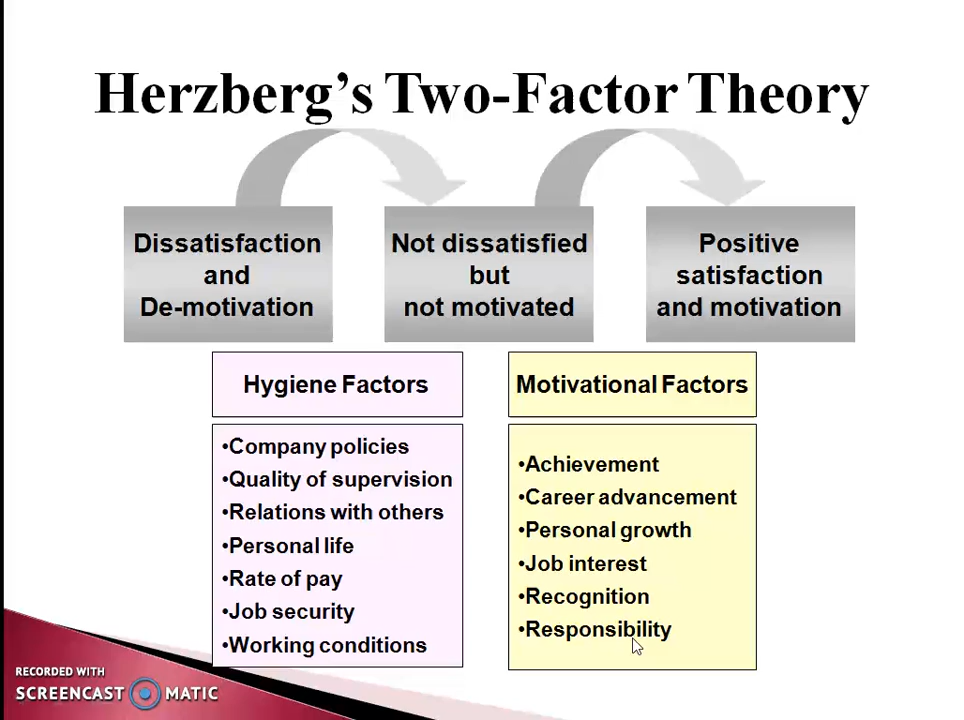 Herzberg’s Two-Factor Theory
Dissatisfaction
and
De-motivation
Not dissatisfied
but
not motivated
Positive
satisfaction
and motivation
Hygiene Factors
•Company policies
•Quality of supervision
•Relations with others
•Personal life
•Rate of pay
•Job security
•Working conditions
Motivational Factors
•Achievement
•Career advancement
•Personal growth
•Job interest
•Recognition
•Responsibility
RECORDED WITH
SCREENCAST MATIC